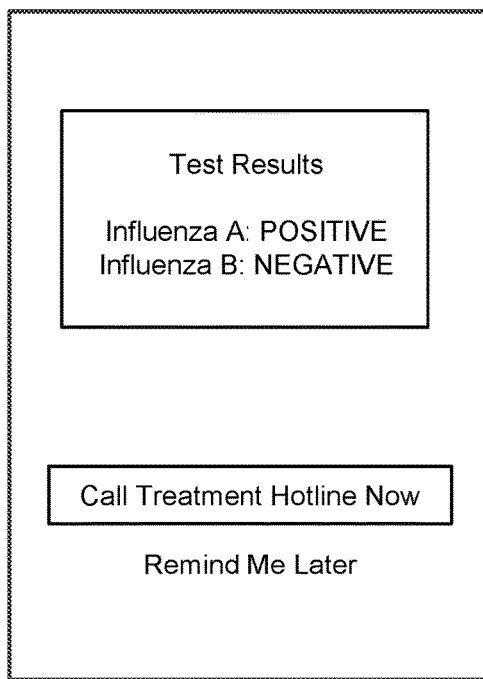 Test Results
Influenza A: POSITIVE
Influenza B: NEGATIVE
Call Treatment Hotline Now
Remind Me Later